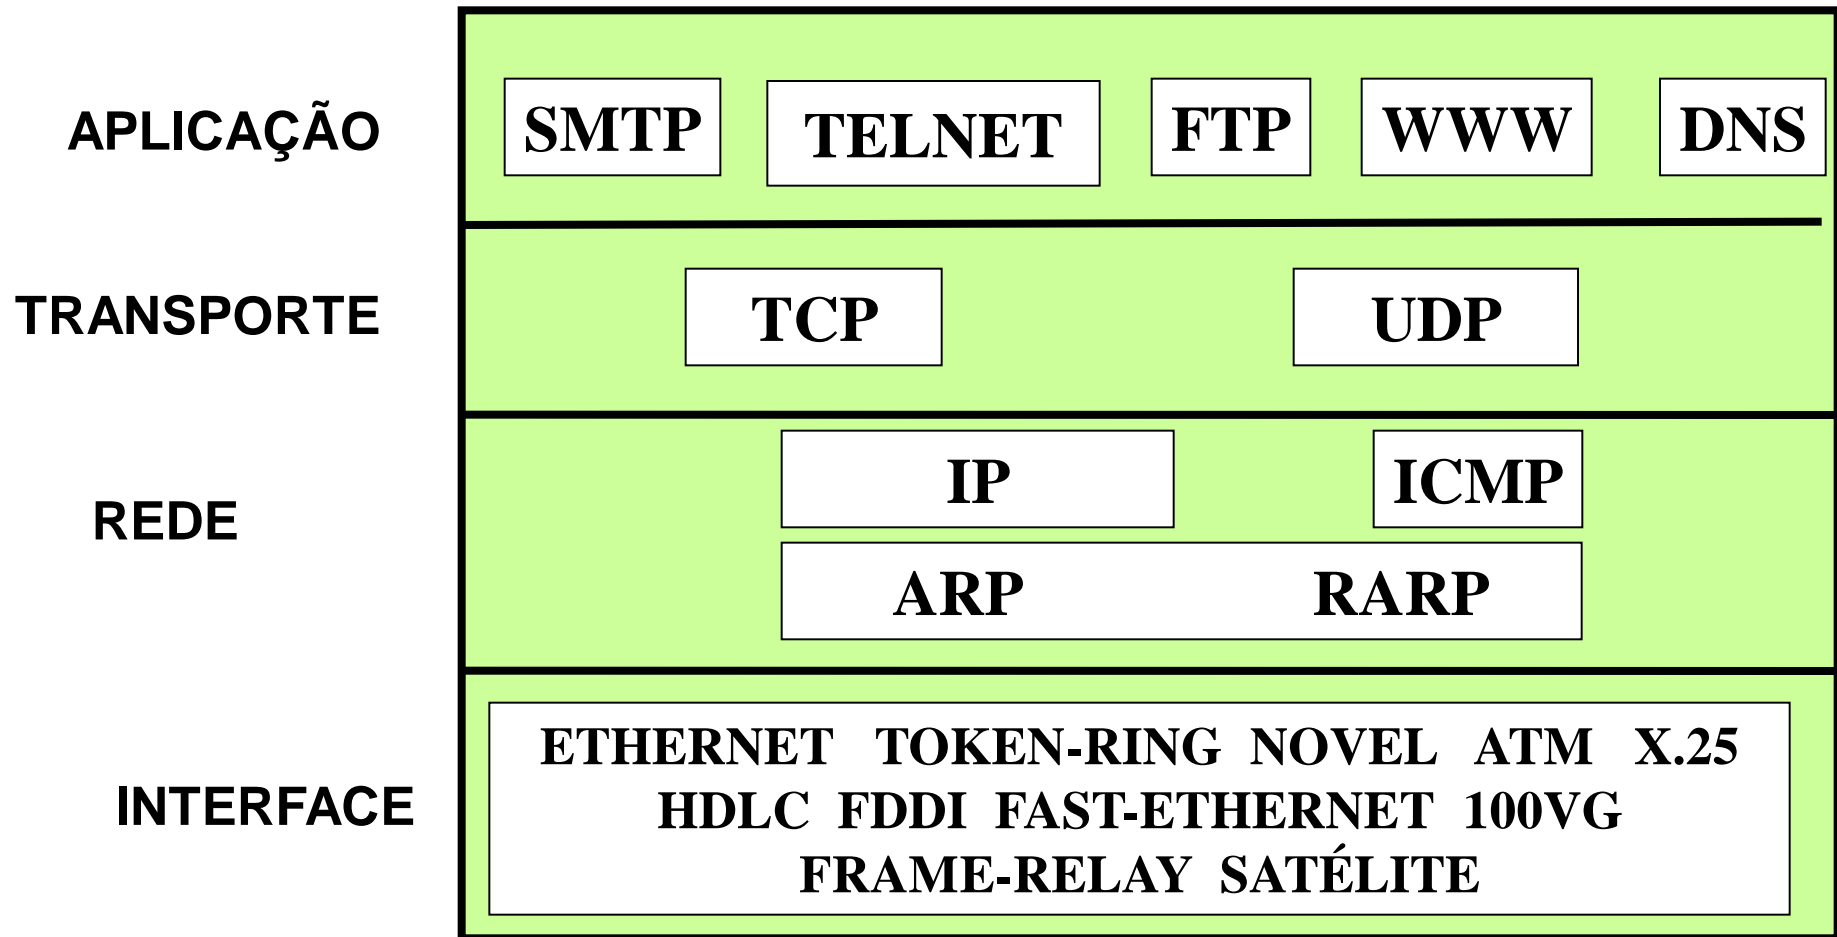 APLICAÇÃO SMTP TELNET FTP WWW DNS
TRANSPORTE TCP UDP
REDE IP ICMP
ARP RARP
INTERFACE ETHERNET TOKEN-RING NOVEL ATM X.25
HDLC FDDI FAST-ETHERNET 100VG
FRAME-RELAY SATÉLITE